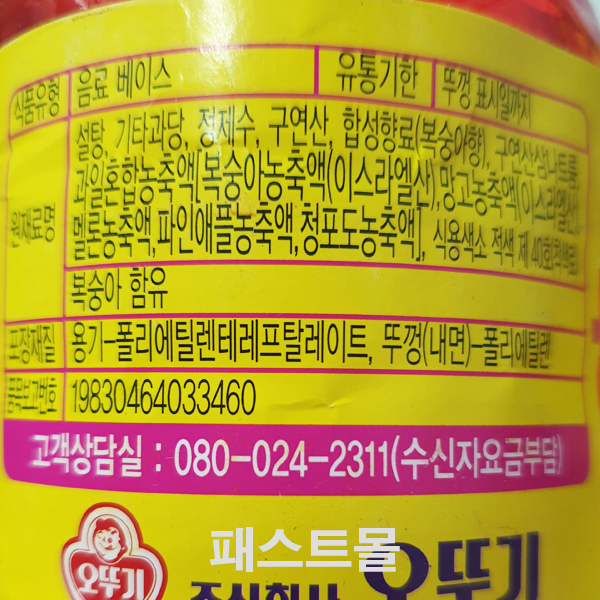 식품유형 음료 베이스 유통기한 뚜껑 표시일까지
설탕, 기타과당, 정제수, 구연산, 합성향료(복숭아향), 구연산삼나트륨,
원재료명 과일혼합농축액[복숭아농축액(이스라엘산),망고농축액(이스라엘산),
멜론농축액,파인애플농축액,청포도농축액], 식용색소 적색 제 40호(착색료)
복숭아 함유
포장재질 용기-폴리에틸렌테레프탈레이트, 뚜껑(내면)-폴리에틸렌
품목보고번호 19830464033460
고객상담실 : 080-024-2311(수신자요금부담)
패스트몰
오뚜기 주식회사 오뚜기